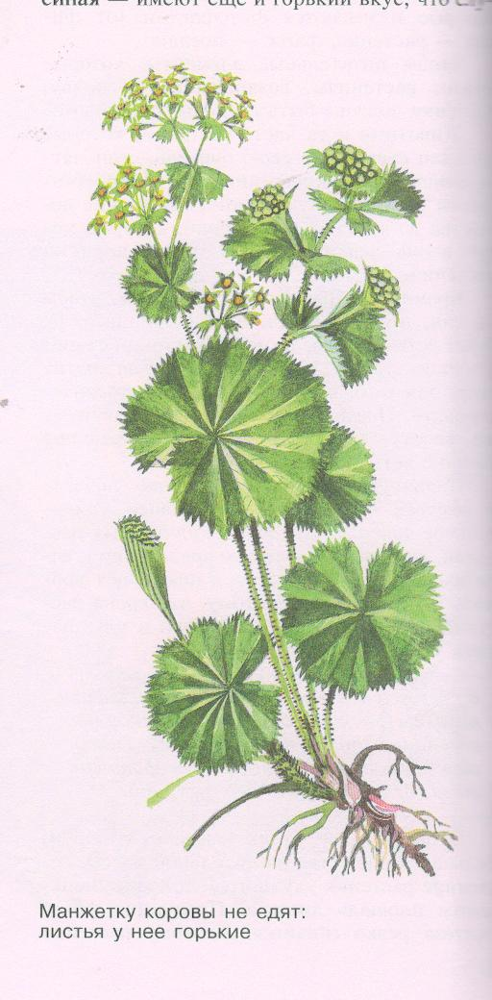 синая — имеют еще и горький вкус, что
Манжетку коровы не едят:
листья у нее горькие